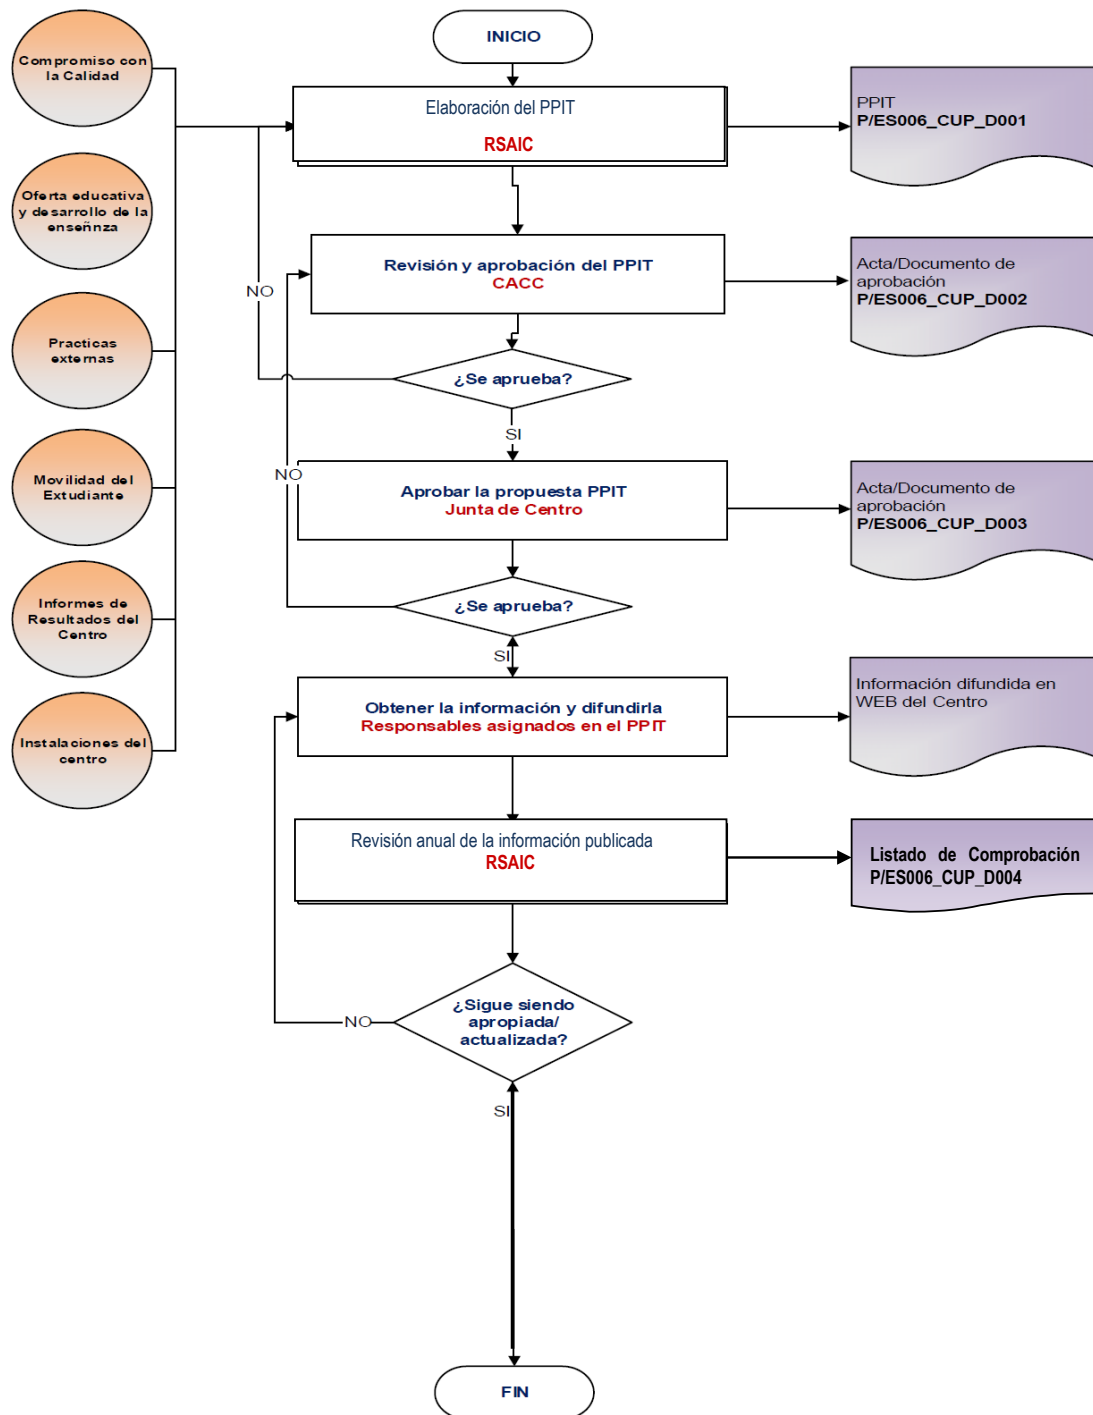 INICIO
Compromiso con
la Calidad
Elaboración del PPIT
RSAIC
PPIT
P/ES006_CUP_D001
Oferta educativa
y desarrollo de la
enseñnza
Revisión y aprobación del PPIT
CACC
Acta/Documento de
aprobación
P/ES006_CUP_D002
NO
Practicas
externas
¿Se aprueba?
SI
Movilidad del
Extudiante
NO
Aprobar la propuesta PPIT
Junta de Centro
Acta/Documento de
aprobación
P/ES006_CUP_D003
Informes de
Resultados del
Centro
¿Se aprueba?
SI
Instalaciones del
centro
Obtener la información y difundirla
Responsables asignados en el PPIT
Información difundida en
WEB del Centro
Revisión anual de la información publicada
RSAIC
Listado de Comprobación
P/ES006_CUP_D004
¿Sigue siendo
apropiada/
actualizada?
NO
SI
FIN